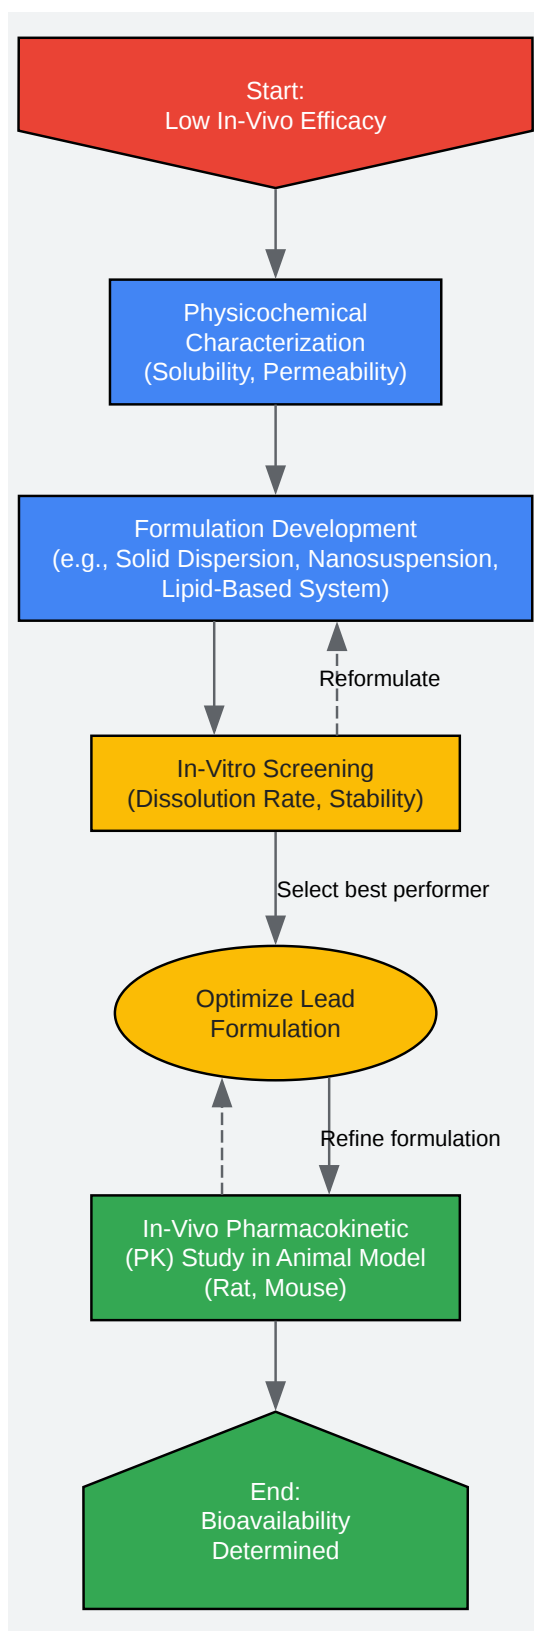 Start:
Low In-Vivo Efficacy
Physicochemical
Characterization
(Solubility, Permeability)
Formulation Development
(e.g., Solid Dispersion, Nanosuspension,
Lipid-Based System)
Reformulate
In-Vitro Screening
(Dissolution Rate, Stability)
Select best performer
Optimize Lead
Formulation
Refine formulation
In-Vivo Pharmacokinetic
(PK) Study in Animal Model
(Rat, Mouse)
End:
Bioavailability
Determined